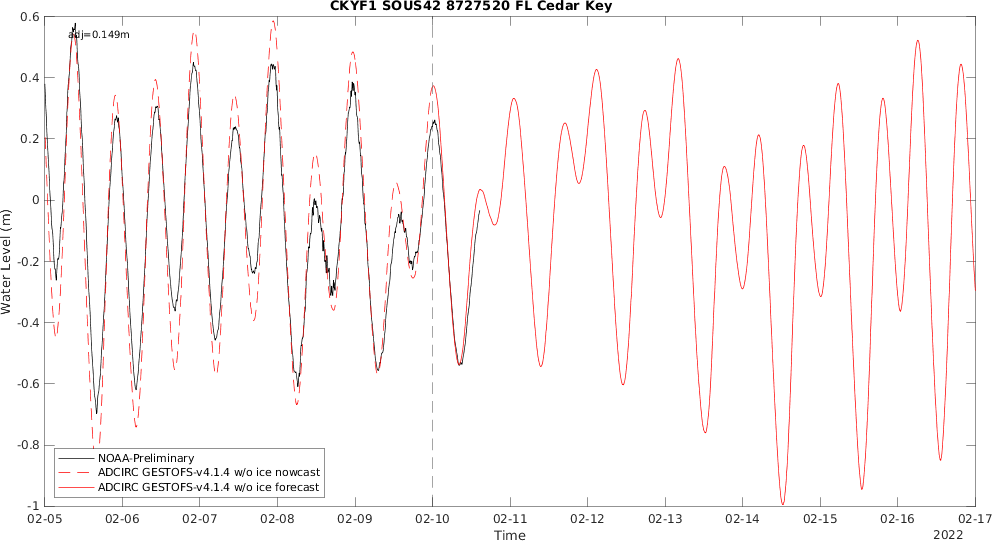 CKYF1 SOUS42 8727520 FL Cedar Key
adj=0.149m
Water Level (m)
0.6
0.4
0.2
0
-0.2
-0.4
-0.6
-0.8
-1
NOAA-Preliminary
ADCIRC GESTOFS-v4.1.4 w/o ice nowcast
ADCIRC GESTOFS-v4.1.4 w/o ice forecast
02-05 02-06 02-07 02-08 02-09 02-10 02-11 02-12 02-13 02-14 02-15 02-16 02-17
Time
2022